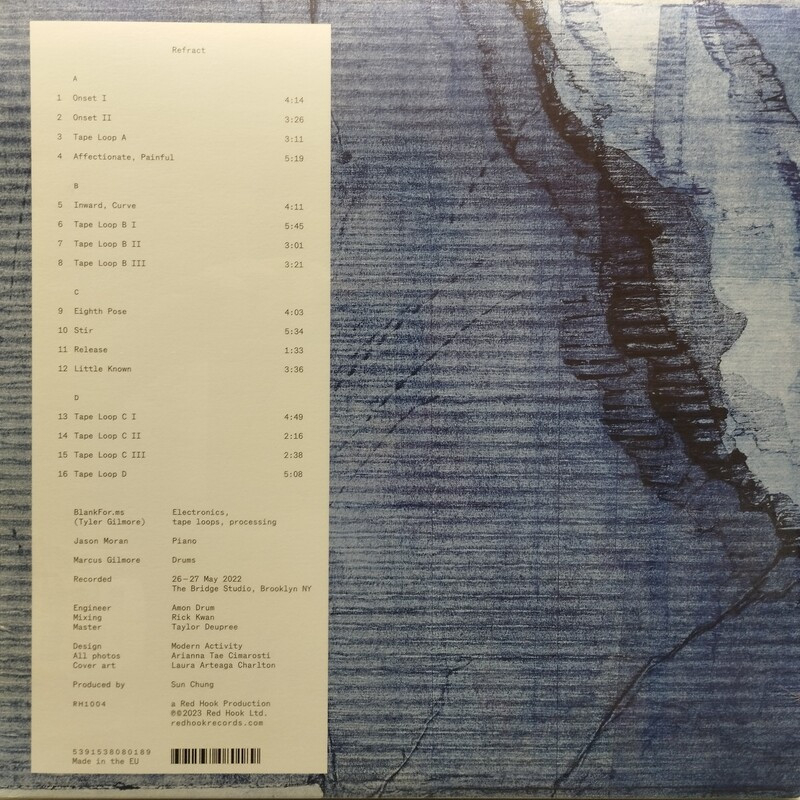 Refract
A
1 Onset I 4:14
2 Onset II 3:26
3 Tape Loop A 3:11
4 Affectionate, Painful 5:19
B
5 Inward, Curve 4:11
6 Tape Loop B I 5:45
7 Tape Loop B II 3:01
8 Tape Loop B III 3:21
C
9 Eighth Pose 4:03
10 Stir 5:34
11 Release 1:33
12 Little Known 3:36
D
13 Tape Loop C I 4:49
14 Tape Loop C II 2:16
15 Tape Loop C III 2:38
16 Tape Loop D 5:08
BlankFor.ms Electronics,
(Tyler Gilmore) tape loops, processing
Jason Moran Piano
Marcus Gilmore Drums
Recorded 26–27 May 2022
The Bridge Studio, Brooklyn NY
Engineer Amon Drum
Mixing Rick Kwan
Master Taylor Deupree
Design Modern Activity
All photos Arianna Tae Cimarosti
Cover art Laura Arteaga Charlton
Produced by Sun Chung
RH1004 a Red Hook Production
℗©2023 Red Hook Ltd.
redhookrecords.com
5391538080189
Made in the EU